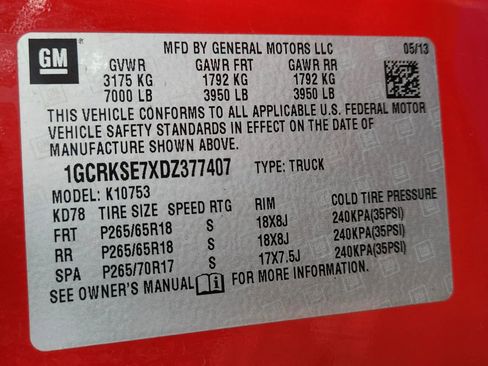 GM
MFD BY GENERAL MOTORS LLC 05/13
GVWR GAWR FRT GAWR RR
3175 KG 1792 KG 1792 KG
7000 LB 3950 LB 3950 LB
THIS VEHICLE CONFORMS TO ALL APPLICABLE U.S. FEDERAL MOTOR
VEHICLE SAFETY STANDARDS IN EFFECT ON THE DATE OF
MANUFACTURE SHOWN ABOVE.
1GCRKSE7XDZ377407 TYPE: TRUCK
MODEL: K10753
KD78 TIRE SIZE SPEED RTG RIM COLD TIRE PRESSURE
FRT P265/65R18 S 18X8J 240KPA(35PSI)
RR P265/65R18 S 18X8J 240KPA(35PSI)
SPA P265/70R17 S 17X7.5J 240KPA(35PSI)
SEE OWNER'S MANUAL FOR MORE INFORMATION.